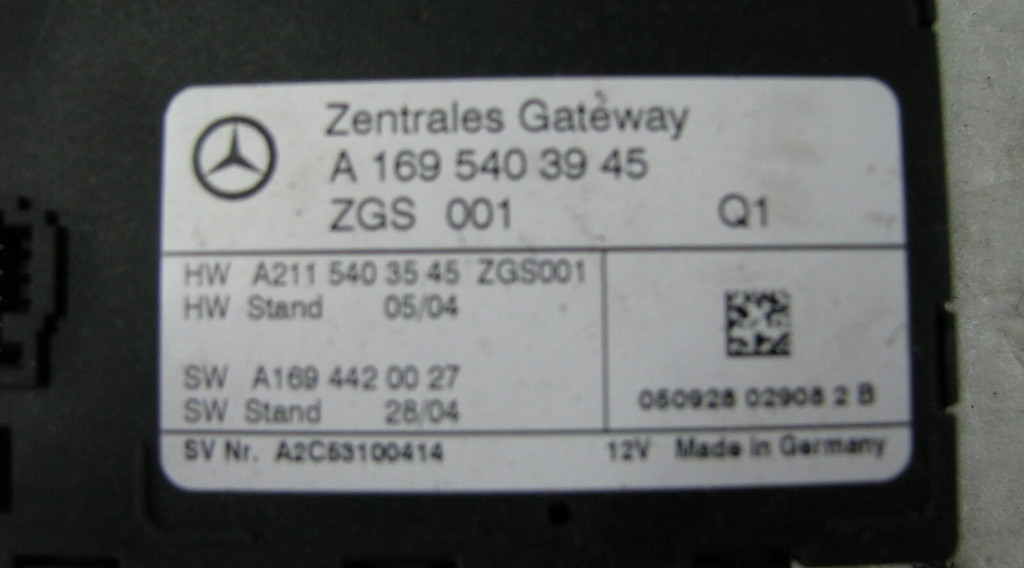 Zentrales Gateway
A 169 540 39 45
ZGS 001 Q1
HW A211 540 35 45 ZGS001
HW Stand 05/04
SW A169 442 00 27
SW Stand 28/04
050928 02908 2 B
SV Nr. A2C53100414 12V Made in Germany